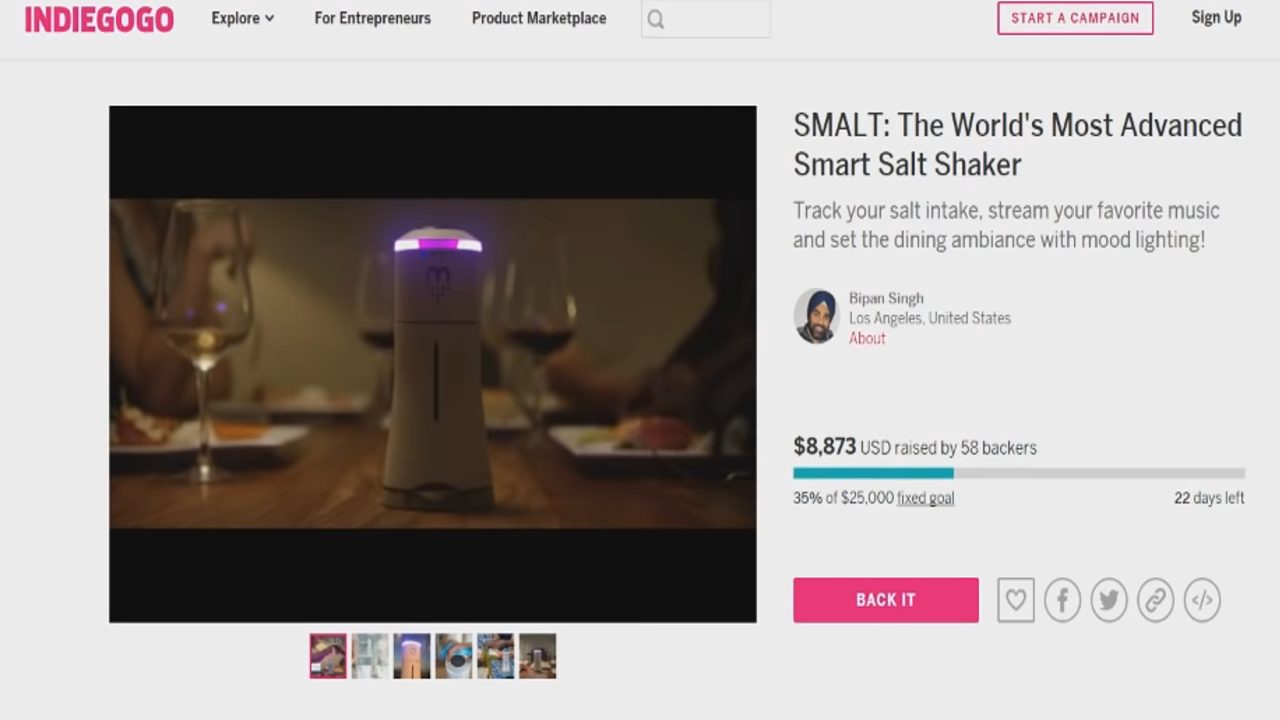 INDIEGOGO
Explore
For Entrepreneurs
Product Marketplace
START A CAMPAIGN
Sign Up
SMALT: The World's Most Advanced
Smart Salt Shaker
Track your salt intake, stream your favorite music
and set the dining ambiance with mood lighting!
Bipan Singh
Los Angeles, United States
About
$8,873 USD raised by 58 backers
35% of $25,000 fixed goal
22 days left
BACK IT
m